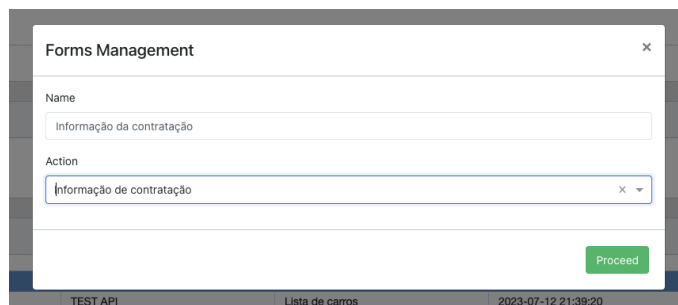 Forms Management
×
Name
Informação da contratação
Action
Informação de contratação
×
Proceed
TEST API Lista de carros 2023-07-12 21:39:20